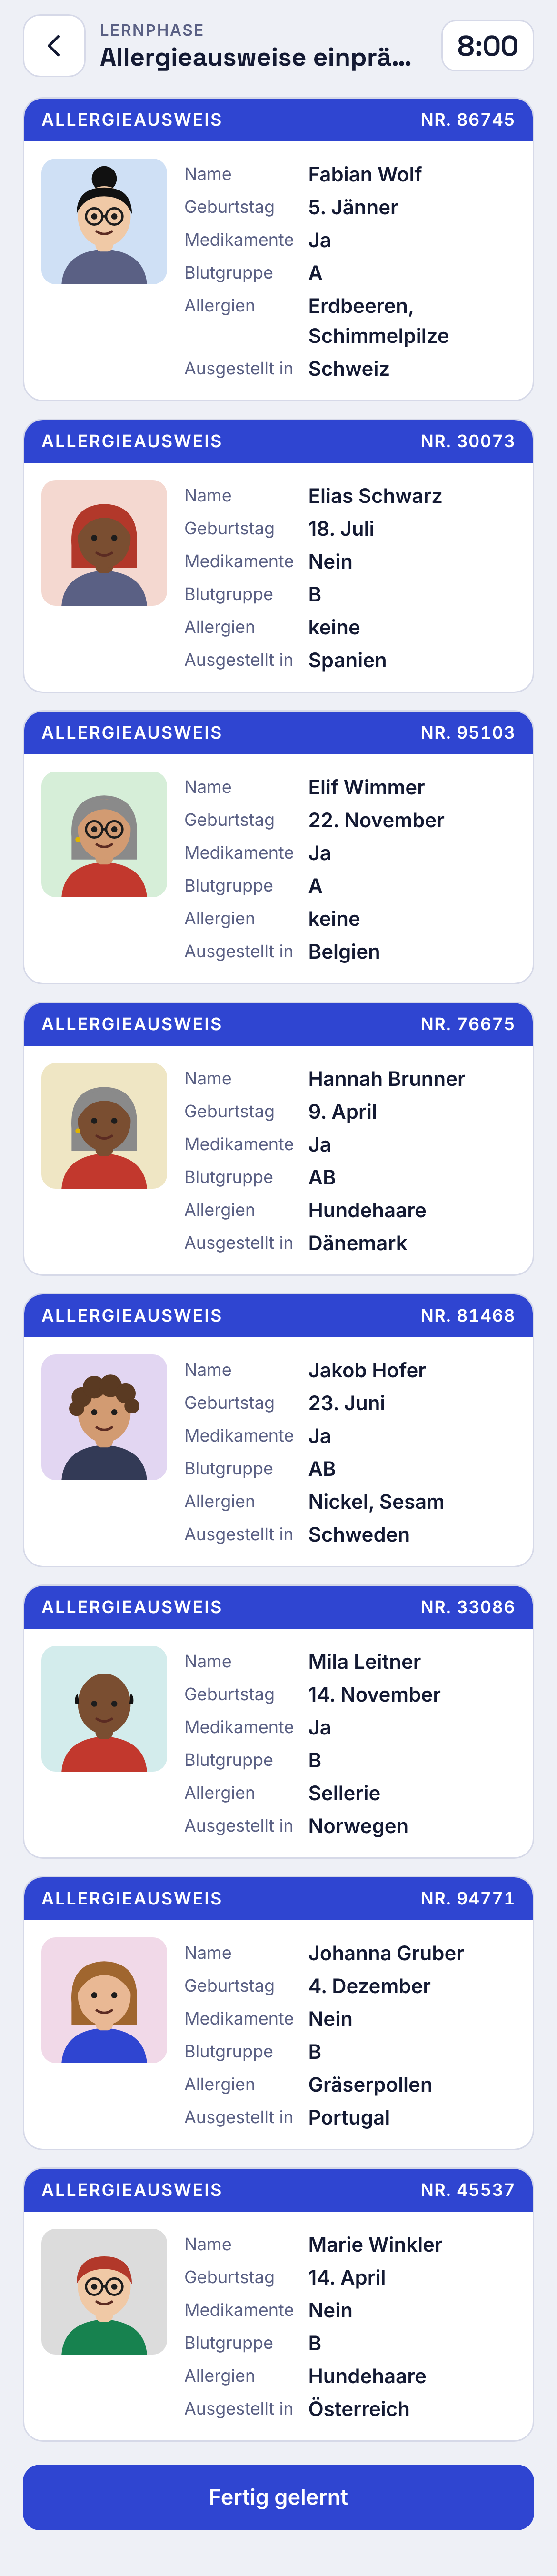 LERNPHASE
Allergieausweise einprä...
8:00
ALLERGIEAUSWEIS NR. 86745
Name Fabian Wolf
Geburtstag 5. Jänner
Medikamente Ja
Blutgruppe A
Allergien Erdbeeren,
Schimmelpilze
Ausgestellt in Schweiz
ALLERGIEAUSWEIS NR. 30073
Name Elias Schwarz
Geburtstag 18. Juli
Medikamente Nein
Blutgruppe B
Allergien keine
Ausgestellt in Spanien
ALLERGIEAUSWEIS NR. 95103
Name Elif Wimmer
Geburtstag 22. November
Medikamente Ja
Blutgruppe A
Allergien keine
Ausgestellt in Belgien
ALLERGIEAUSWEIS NR. 76675
Name Hannah Brunner
Geburtstag 9. April
Medikamente Ja
Blutgruppe AB
Allergien Hundehaare
Ausgestellt in Dänemark
ALLERGIEAUSWEIS NR. 81468
Name Jakob Hofer
Geburtstag 23. Juni
Medikamente Ja
Blutgruppe AB
Allergien Nickel, Sesam
Ausgestellt in Schweden
ALLERGIEAUSWEIS NR. 33086
Name Mila Leitner
Geburtstag 14. November
Medikamente Ja
Blutgruppe B
Allergien Sellerie
Ausgestellt in Norwegen
ALLERGIEAUSWEIS NR. 94771
Name Johanna Gruber
Geburtstag 4. Dezember
Medikamente Nein
Blutgruppe B
Allergien Gräserpollen
Ausgestellt in Portugal
ALLERGIEAUSWEIS NR. 45537
Name Marie Winkler
Geburtstag 14. April
Medikamente Nein
Blutgruppe B
Allergien Hundehaare
Ausgestellt in Österreich
Fertig gelernt